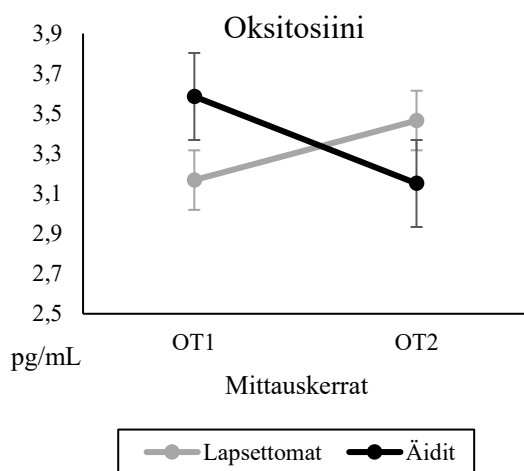 Oksitosiini
3,9
3,7
3,5
3,3
3,1
2,9
2,7
2,5
pg/mL
OT1 OT2
Mittauskerrat
Lapsettomat Äidit